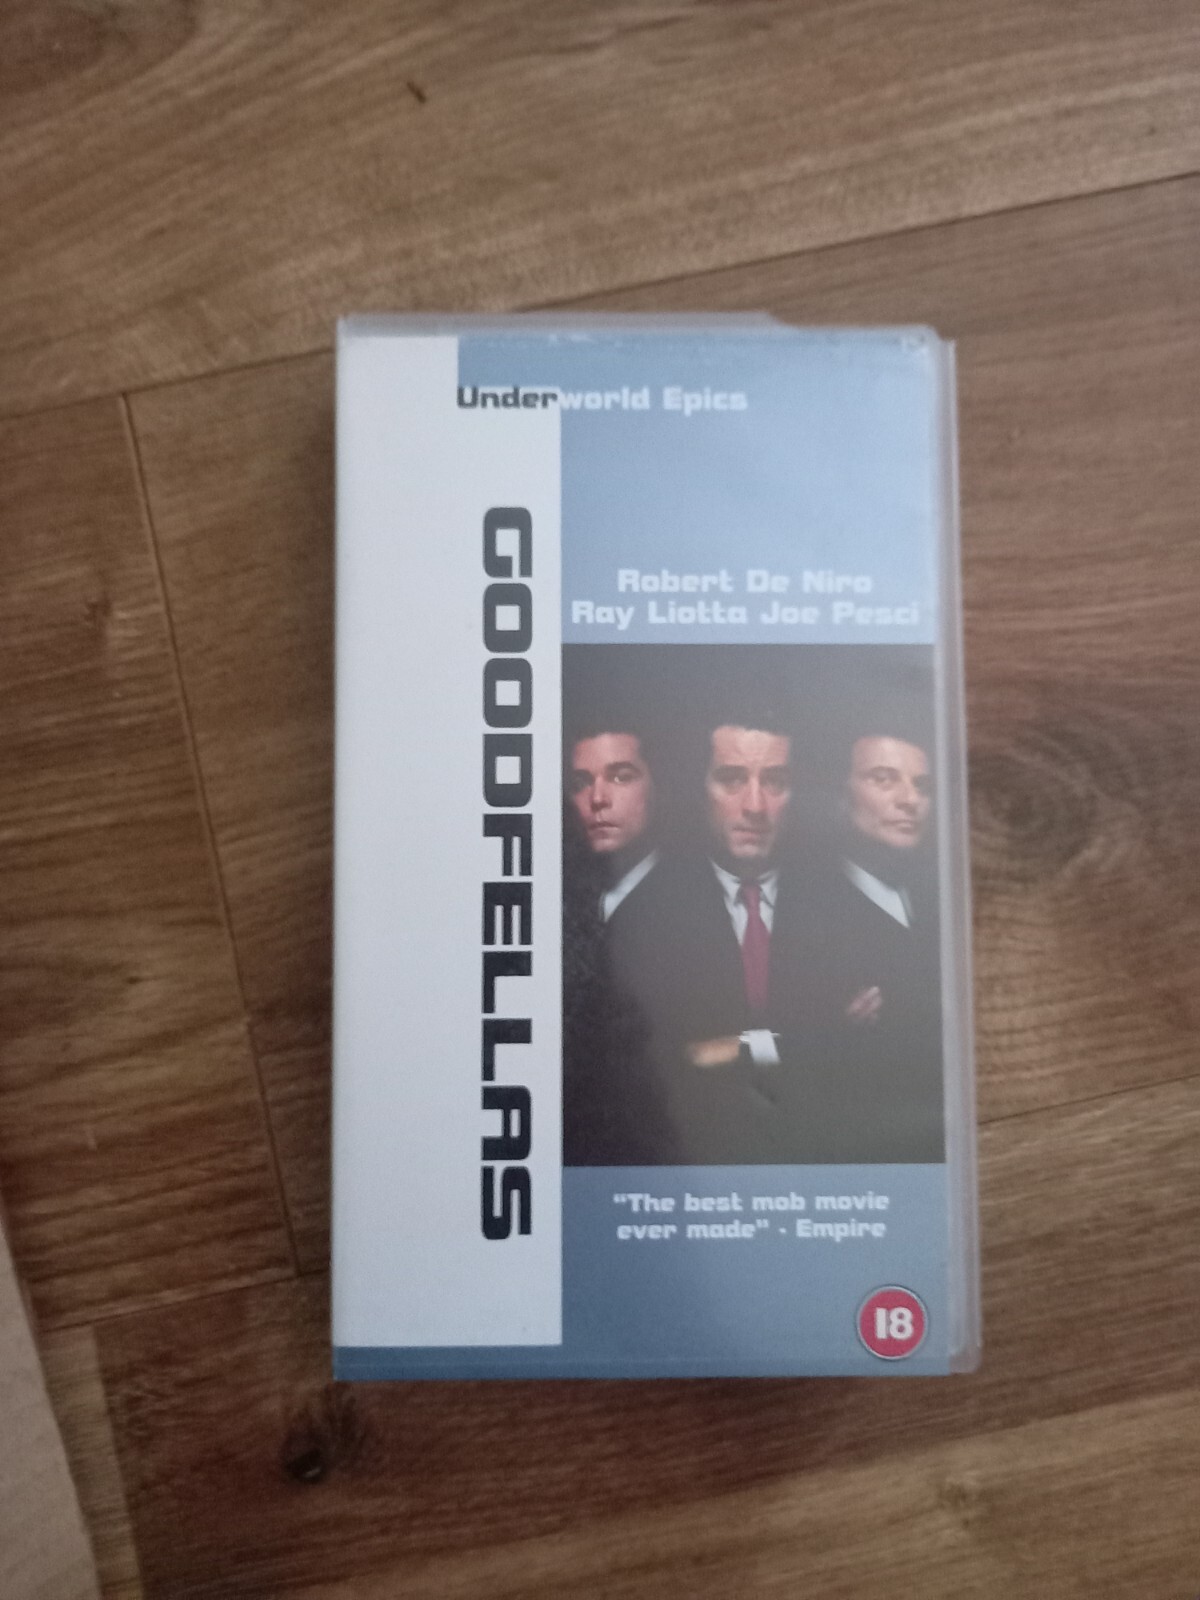 Underworld Epics
GOODFELLAS
Robert De Niro
Ray Liotta Joe Pesci
"The best mob movie
ever made" - Empire
18